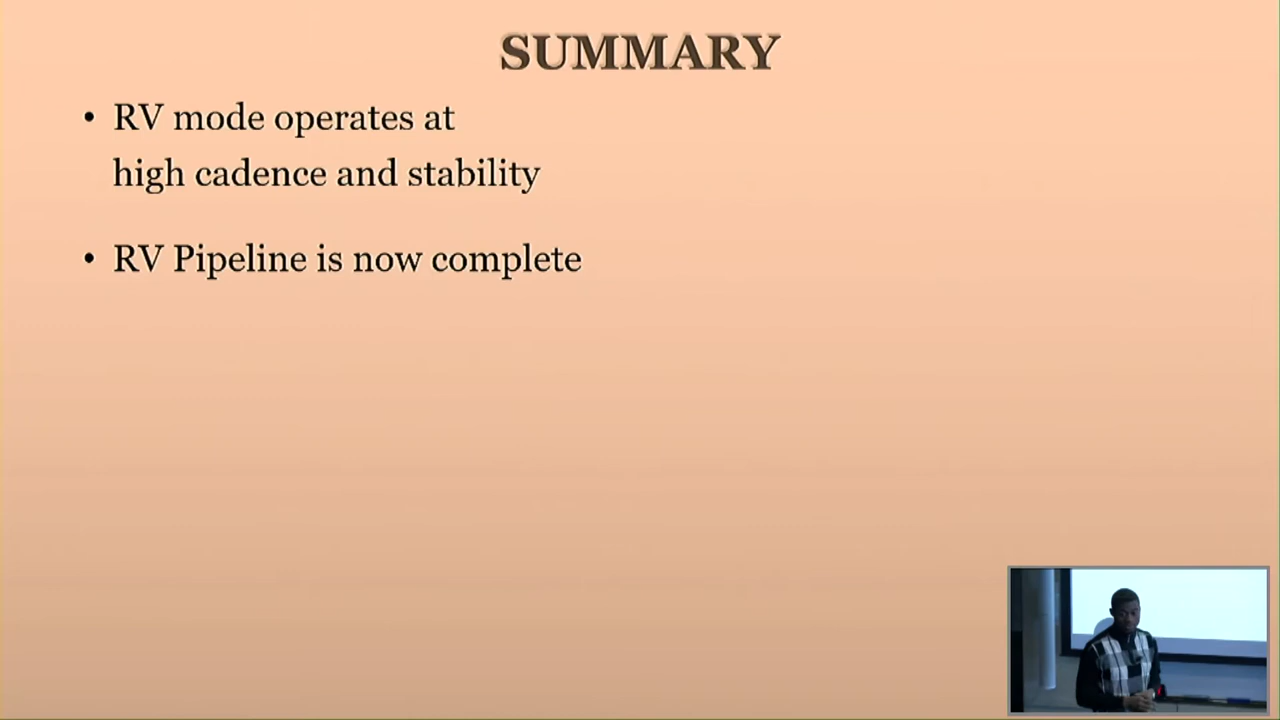 SUMMARY
• RV mode operates at
high cadence and stability
• RV Pipeline is now complete